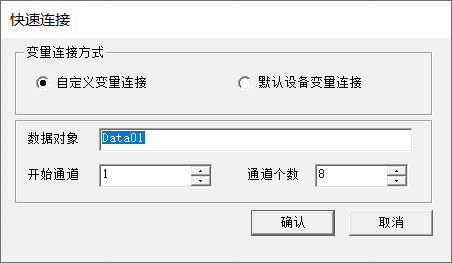 快速连接
变量连接方式
自定义变量连接 默认设备变量连接
数据对象 Data01
开始通道 1 通道个数 8
确认 取消